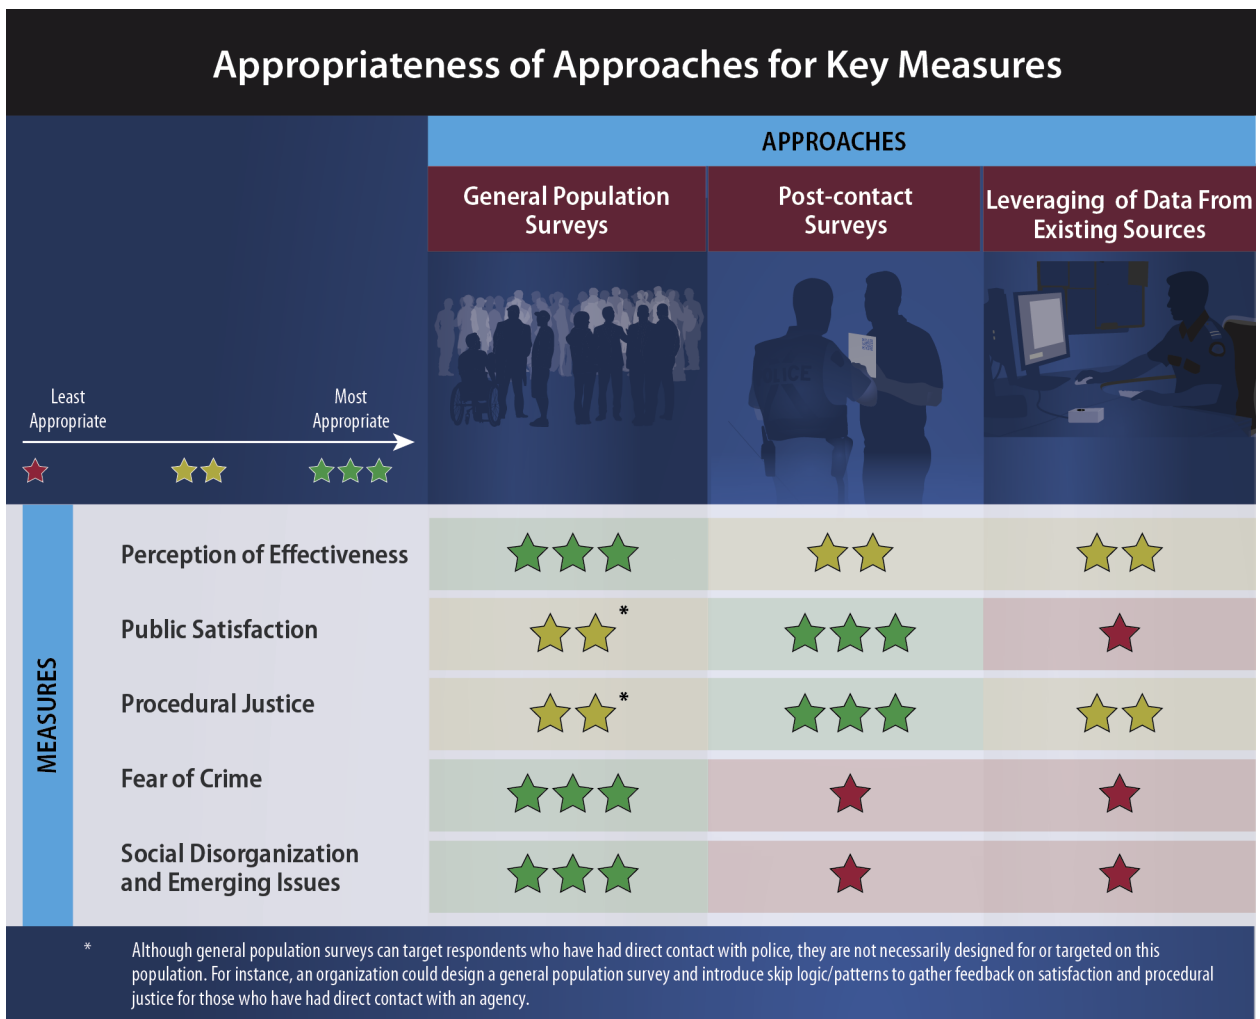 Appropriateness of Approaches for Key Measures
APPROACHES
General Population
Surveys
Post-contact
Surveys
Leveraging of Data From
Existing Sources
POLICE
Least
Appropriate
Most
Appropriate
MEASURES
Perception of Effectiveness
Public Satisfaction
*
Procedural Justice
*
Fear of Crime
Social Disorganization
and Emerging Issues
* Although general population surveys can target respondents who have had direct contact with police, they are not necessarily designed for or targeted on this
population. For instance, an organization could design a general population survey and introduce skip logic/patterns to gather feedback on satisfaction and procedural
justice for those who have had direct contact with an agency.